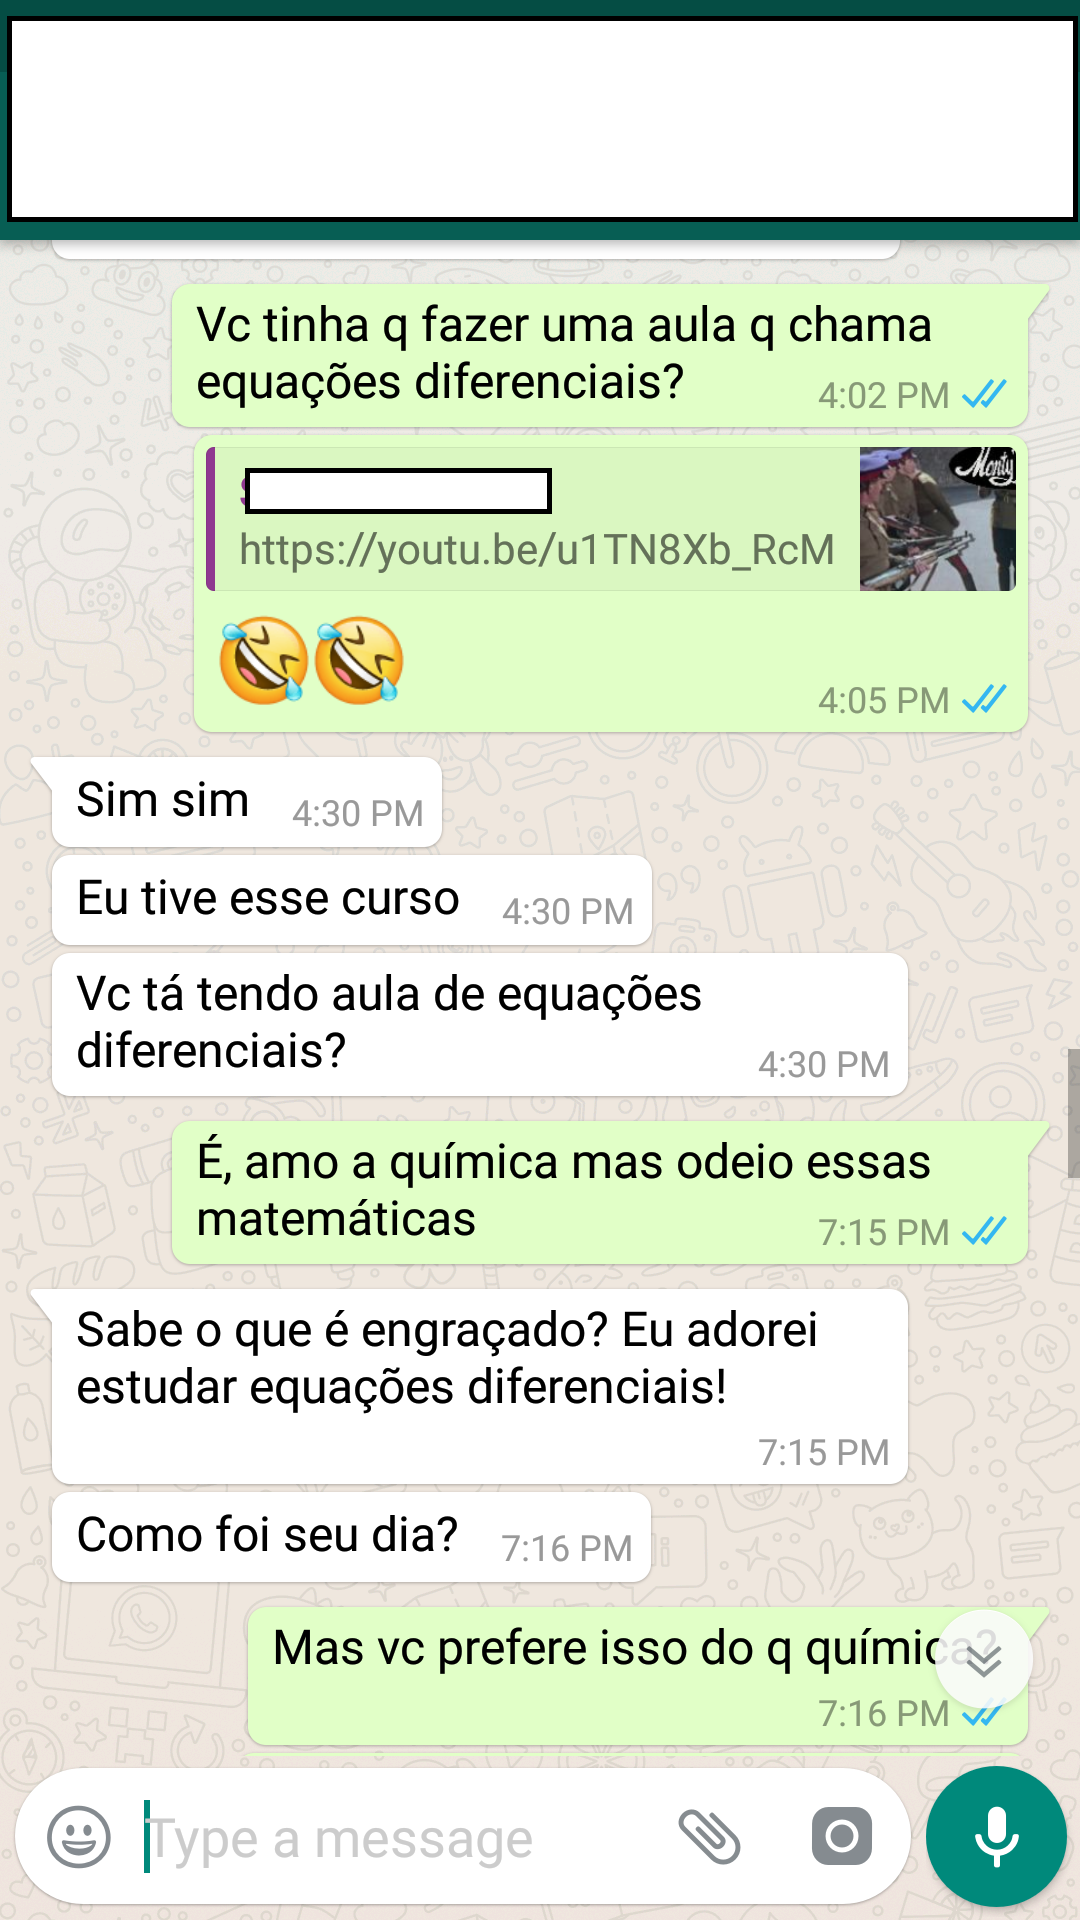 Vc tinha q fazer uma aula q chama
equações diferenciais?
4:02 PM
Monty
https://youtu.be/u1TN8Xb_RcM
🤣🤣
4:05 PM
Sim sim
4:30 PM
Eu tive esse curso
4:30 PM
Vc tá tendo aula de equações
diferenciais?
4:30 PM
É, amo a química mas odeio essas
matemáticas
7:15 PM
Sabe o que é engraçado? Eu adorei
estudar equações diferenciais!
7:15 PM
Como foi seu dia?
7:16 PM
Mas vc prefere isso do q química?
7:16 PM
Type a message